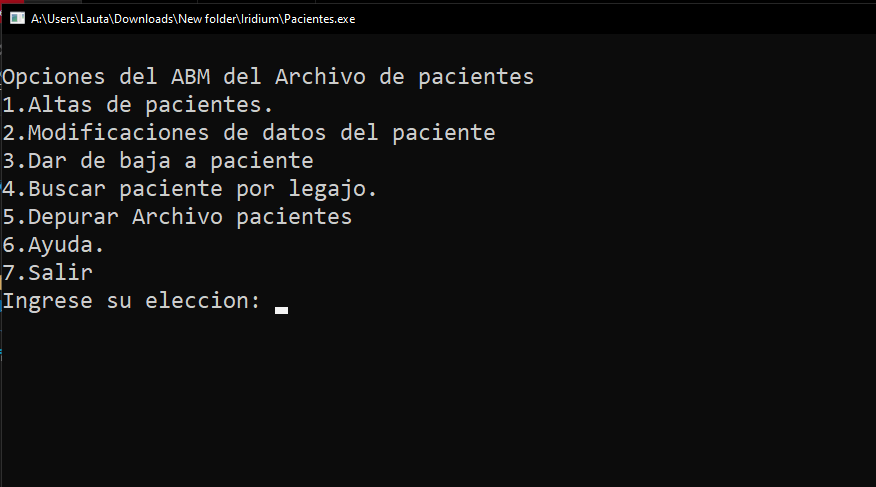 A:\Users\Lauta\Downloads\New folder\Iridium\Pacientes.exe
Opciones del ABM del Archivo de pacientes
1.Altas de pacientes.
2.Modificaciones de datos del paciente
3.Dar de baja a paciente
4.Buscar paciente por legajo.
5.Depurar Archivo pacientes
6.Ayuda.
7.Salir
Ingrese su eleccion: